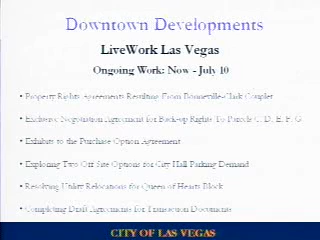 Downtown Developments
LiveWork Las Vegas
Ongoing Work: Now - July 10
• Property Rights Agreements Resulting From Bonneville-Clark Couplet
• Exclusive Negotiation Agreement for Back-up Rights To Parcels C, D, E, F, G
• Exhibits to the Purchase Option Agreement
• Exploring Two Off Site Options for City Hall Parking Demand
• Resolving Utility Relocations for Queen of Hearts Block
• Completing Draft Agreements for Transaction Documents
CITY OF LAS VEGAS